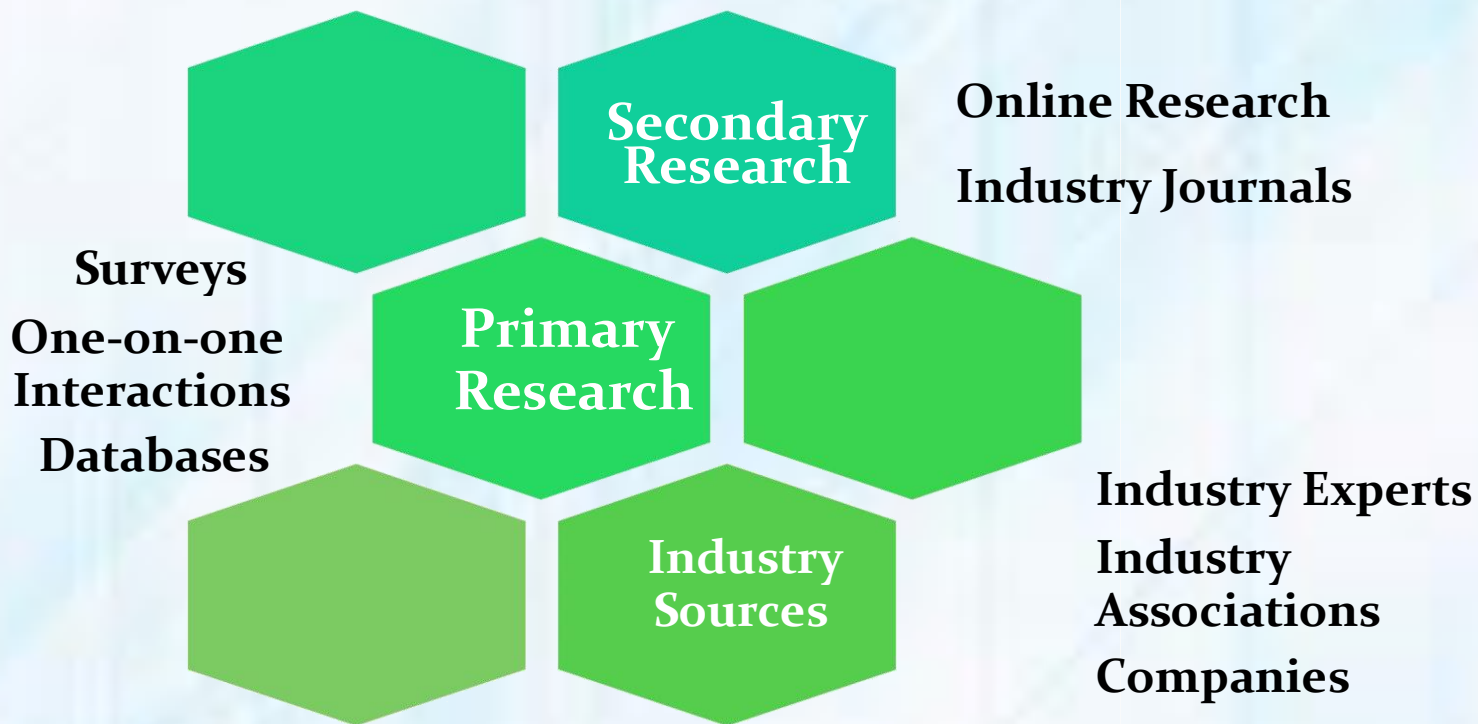 Secondary
Research
Online Research
Industry Journals
Surveys
One-on-one
Interactions
Databases
Primary
Research
Industry
Sources
Industry Experts
Industry
Associations
Companies